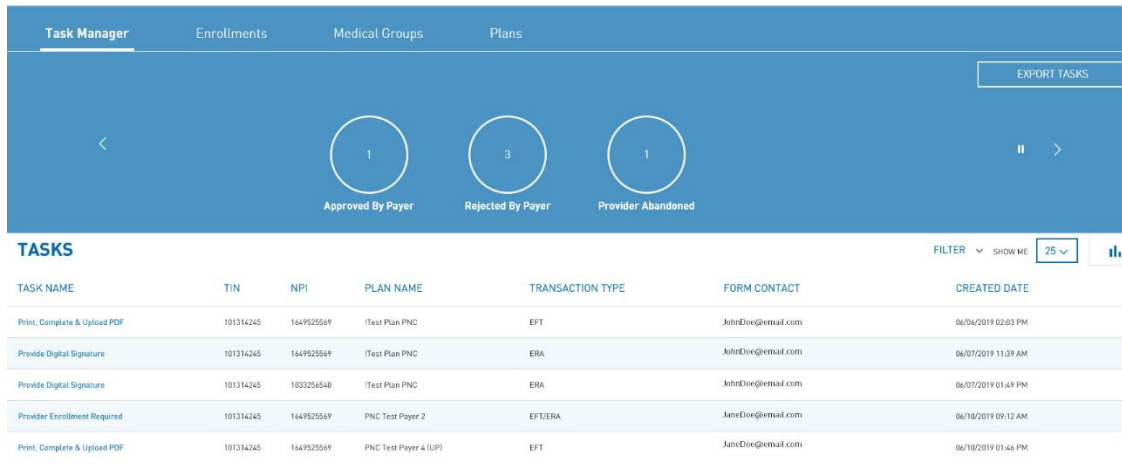 Task Manager Enrollments Medical Groups Plans
EXPORT TASKS
1 3 1
Approved By Payer Rejected By Payer Provider Abandoned
TASKS FILTER SHOW ME 25
TASK NAME TIN NPI PLAN NAME TRANSACTION TYPE FORM CONTACT CREATED DATE
Print, Complete & Upload PDF 101314245 1649525569 !Test Plan PNC EFT JohnDoe@email.com 06/06/2019 02:03 PM
Provide Digital Signature 101314245 1649525569 !Test Plan PNC ERA JohnDoe@email.com 06/07/2019 11:39 AM
Provide Digital Signature 101314245 1033256540 !Test Plan PNC ERA JohnDoe@email.com 06/07/2019 01:49 PM
Provider Enrollment Required 101314245 1649525569 PNC Test Payer 2 EFT/ERA JaneDoe@email.com 06/10/2019 09:12 AM
Print, Complete & Upload PDF 101314245 1649525569 PNC Test Payer 4 (UP) EFT JaneDoe@email.com 06/10/2019 01:46 PM